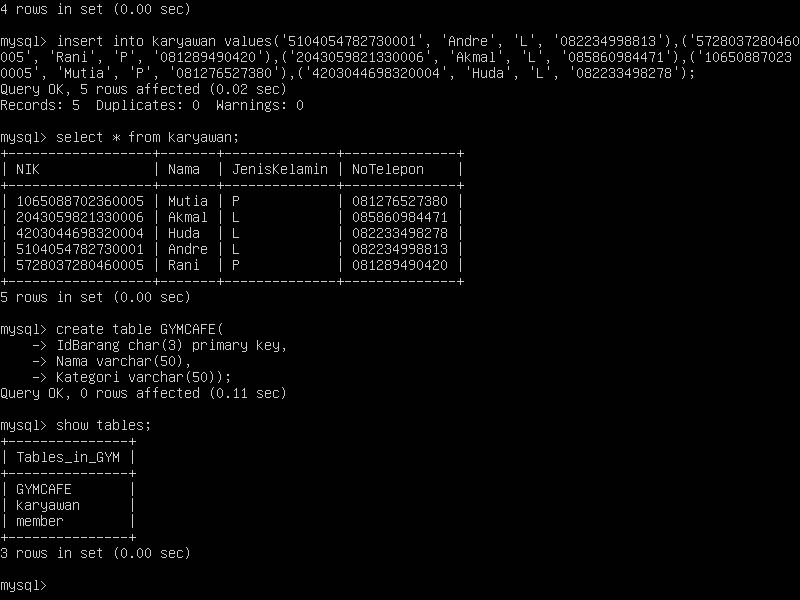 4 rows in set (0.00 sec)

mysql> insert into karyawan values('5104054782730001', 'Andre', 'L', '082234998813'),('5728037280460
005', 'Rani', 'P', '081289490420'),('2043059821330006', 'Akmal', 'L', '085860984471'),('10650887023
0005', 'Mutia', 'P', '081276527380'),('4203044698320004', 'Huda', 'L', '082233498278');
Query OK, 5 rows affected (0.02 sec)
Records: 5  Duplicates: 0  Warnings: 0

mysql> select * from karyawan;
+------------------+-------+--------------+--------------+
| NIK              | Nama  | JenisKelamin | NoTelepon    |
+------------------+-------+--------------+--------------+
| 1065088702360005 | Mutia | P            | 081276527380 |
| 2043059821330006 | Akmal | L            | 085860984471 |
| 4203044698320004 | Huda  | L            | 082233498278 |
| 5104054782730001 | Andre | L            | 082234998813 |
| 5728037280460005 | Rani  | P            | 081289490420 |
+------------------+-------+--------------+--------------+
5 rows in set (0.00 sec)

mysql> create table GYMCAFE(
    -> IdBarang char(3) primary key,
    -> Nama varchar(50),
    -> Kategori varchar(50));
Query OK, 0 rows affected (0.11 sec)

mysql> show tables;
+---------------+
| Tables_in_GYM |
+---------------+
| GYMCAFE       |
| karyawan      |
| member        |
+---------------+
3 rows in set (0.00 sec)

mysql>